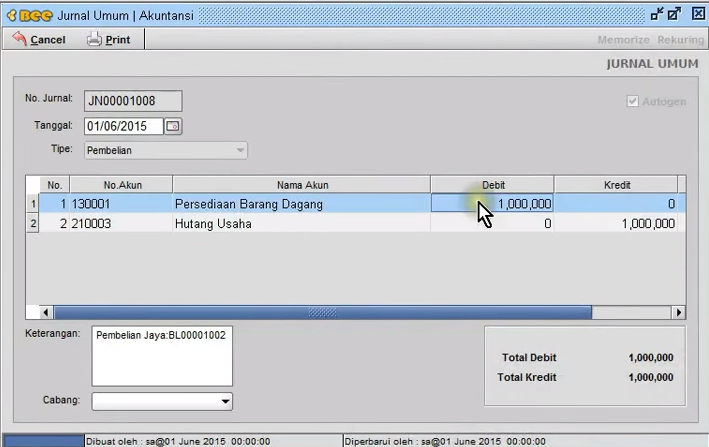 BEE Jurnal Umum | Akuntansi
Cancel Print Memorize Rekuring
JURNAL UMUM
No. Jurnal: JN00001008 Autogen
Tanggal: 01/06/2015
Tipe: Pembelian
No. No.Akun Nama Akun Debit Kredit
1 1 130001 Persediaan Barang Dagang 1,000,000 0
2 2 210003 Hutang Usaha 0 1,000,000
Keterangan: Pembelian Jaya:BL00001002
Total Debit 1,000,000
Total Kredit 1,000,000
Cabang:
Dibuat oleh : sa@01 June 2015 00:00:00 Diperbarui oleh : sa@01 June 2015 00:00:00